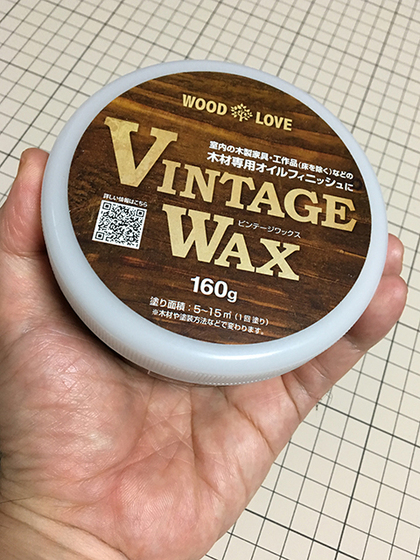 WOOD LOVE
室内の木製家具・工作品(床を除く)などの
木材専用オイルフィニッシュに
VINTAGE
詳しい情報はこちら
ビンテージワックス
WAX
160g
塗り面積：5～15㎡(1回塗り)
※木材や塗装方法などで変わります。